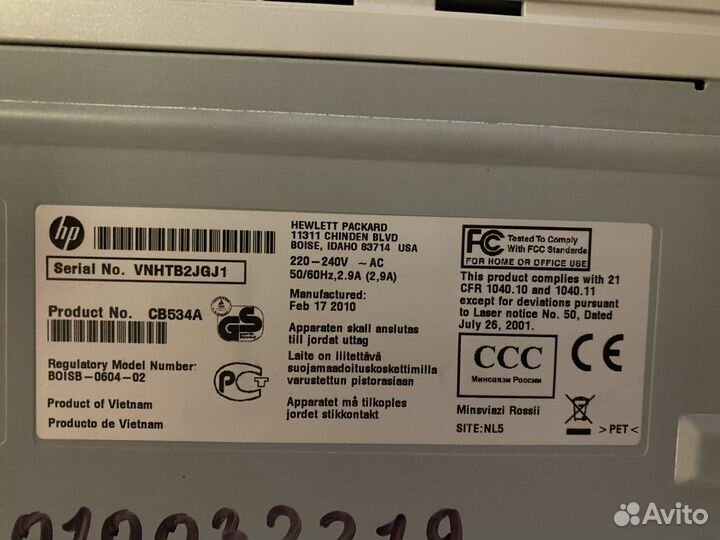 hp
Serial No. VNHTB2JGJ1
Product No. CB534A
Regulatory Model Number:
BOISB-0604-02
Product of Vietnam
Producto de Vietnam
GS
PCT
HEWLETT PACKARD
11311 CHINDEN BLVD
BOISE, IDAHO 83714 USA
220-240V ~ AC
50/60Hz,2.9A (2,9A)
Manufactured:
Feb 17 2010
Apparaten skall anslutas
till jordat uttag
Laite on liitettävä
suojamaadoituskoskettimilla
varustettun pistorasiaan
Apparatet må tilkoples
jordet stikkontakt
FC Tested To Comply
With FCC Standards
FOR HOME OR OFFICE USE
This product complies with 21
CFR 1040.10 and 1040.11
except for deviations pursuant
to Laser notice No. 50, Dated
July 26, 2001.
CCC
Минсвязи России
CE
Minsviazi Rossii
SITE:NL5
>PET<
Avito